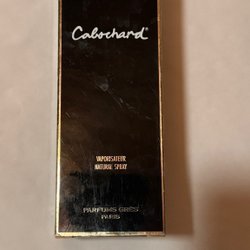 Cabochard®
VAPORISATEUR
NATURAL SPRAY
PARFUMS GRÈS
PARIS